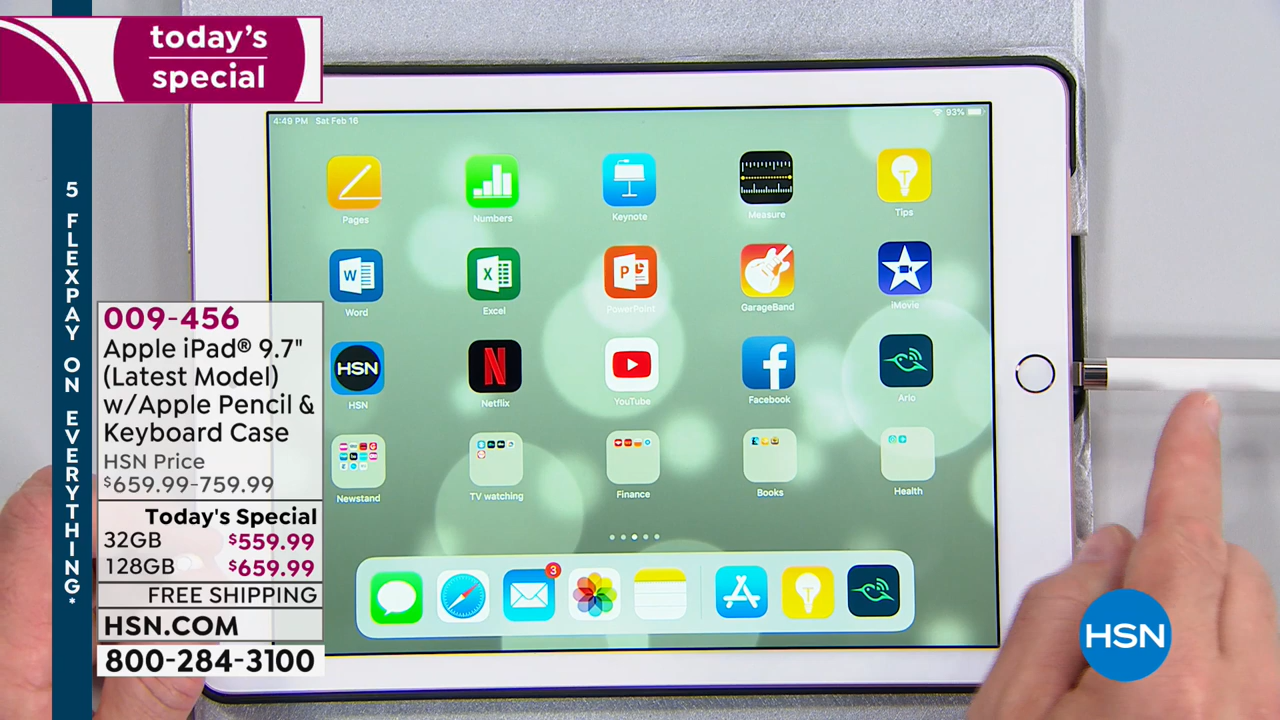 today's
special
5 FLEXPAY ON EVERYTHING*
009-456
Apple iPad® 9.7"
(Latest Model)
w/Apple Pencil &
Keyboard Case
HSN Price
$659.99-759.99
Today's Special
32GB $559.99
128GB $659.99
FREE SHIPPING
HSN.COM
800-284-3100
4:49 PM Sat Feb 16 93%
Pages Numbers Keynote Measure Tips
W X P
Word Excel PowerPoint GarageBand iMovie
HSN N f
HSN Netflix YouTube Facebook Arlo
Newstand TV watching Finance Books Health
3
HSN